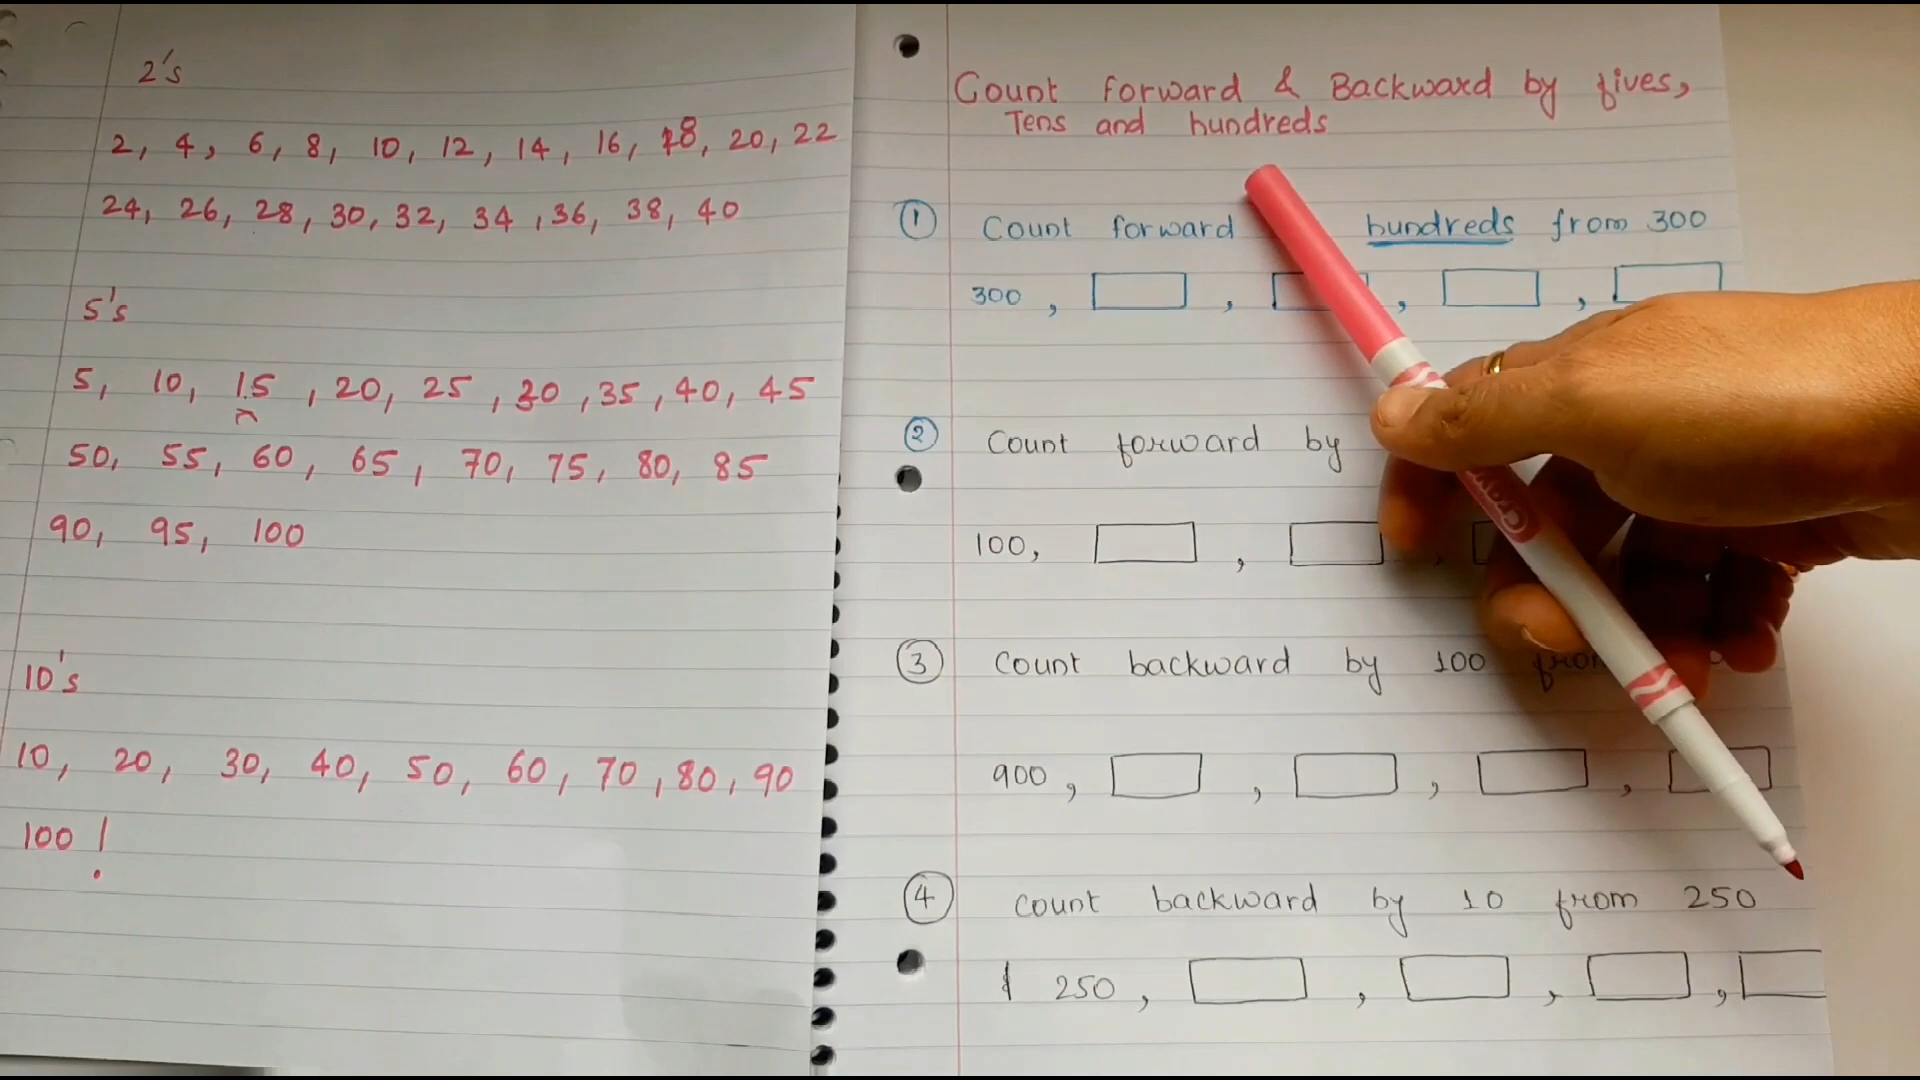 2's
2, 4, 6, 8, 10, 12, 14, 16, 18, 20, 22
24, 26, 28, 30, 32, 34, 36, 38, 40
5's
5, 10, 15, 20, 25, 30, 35, 40, 45
50, 55, 60, 65, 70, 75, 80, 85
90, 95, 100
10's
10, 20, 30, 40, 50, 60, 70, 80, 90
100!
Count Forward & Backward by fives,
Tens and hundreds
1 Count forward hundreds from 300
300, , , ,
2 Count forward by
100, , ,
3 Count backward by 100
900, , , ,
4 Count backward by 10 from 250
250, , , ,